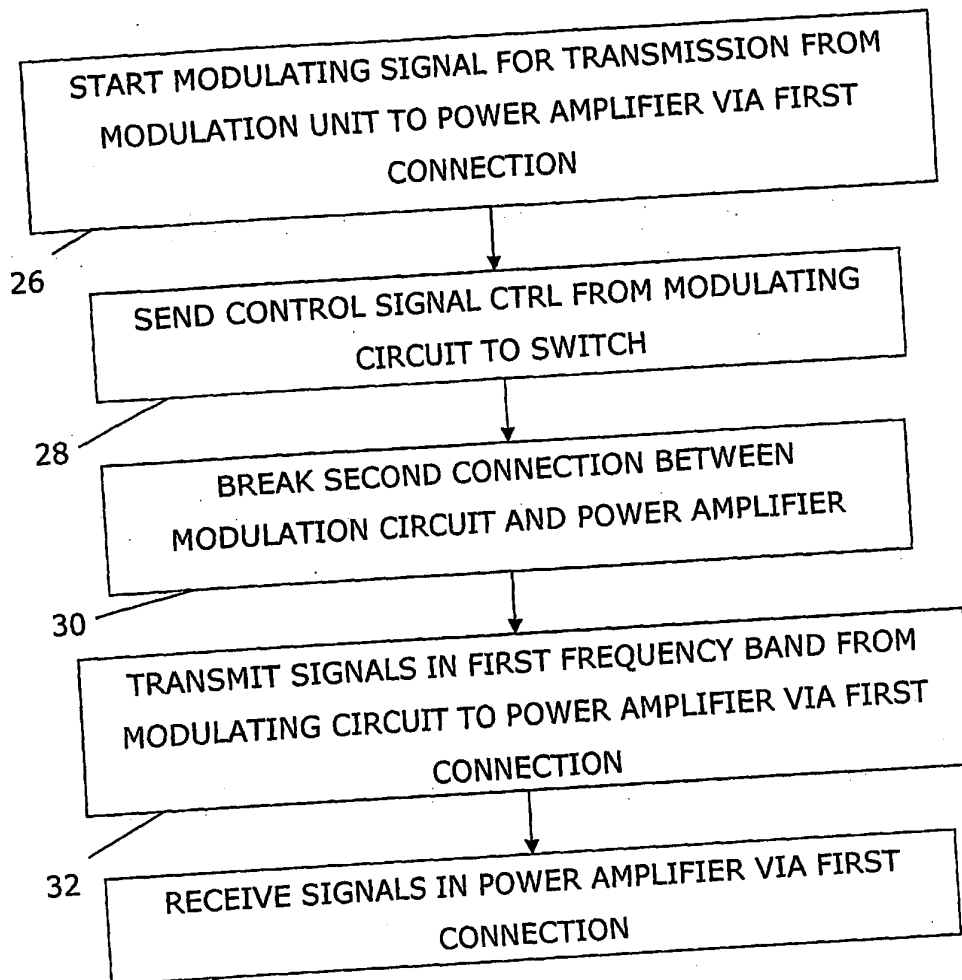 START MODULATING SIGNAL FOR TRANSMISSION FROM
MODULATION UNIT TO POWER AMPLIFIER VIA FIRST
CONNECTION
26
SEND CONTROL SIGNAL CTRL FROM MODULATING
CIRCUIT TO SWITCH
28
BREAK SECOND CONNECTION BETWEEN
MODULATION CIRCUIT AND POWER AMPLIFIER
30
TRANSMIT SIGNALS IN FIRST FREQUENCY BAND FROM
MODULATING CIRCUIT TO POWER AMPLIFIER VIA FIRST
CONNECTION
32
RECEIVE SIGNALS IN POWER AMPLIFIER VIA FIRST
CONNECTION